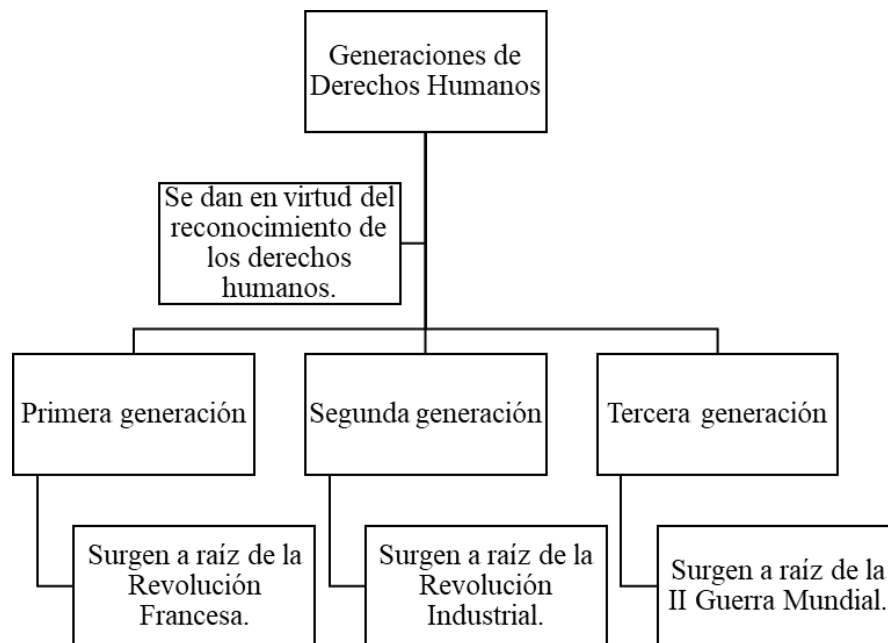 Generaciones de
Derechos Humanos
Se dan en virtud del
reconocimiento de
los derechos
humanos.
Primera generación
Segunda generación
Tercera generación
Surgen a raíz de la
Revolución
Francesa.
Surgen a raíz de la
Revolución
Industrial.
Surgen a raíz de la
II Guerra Mundial.